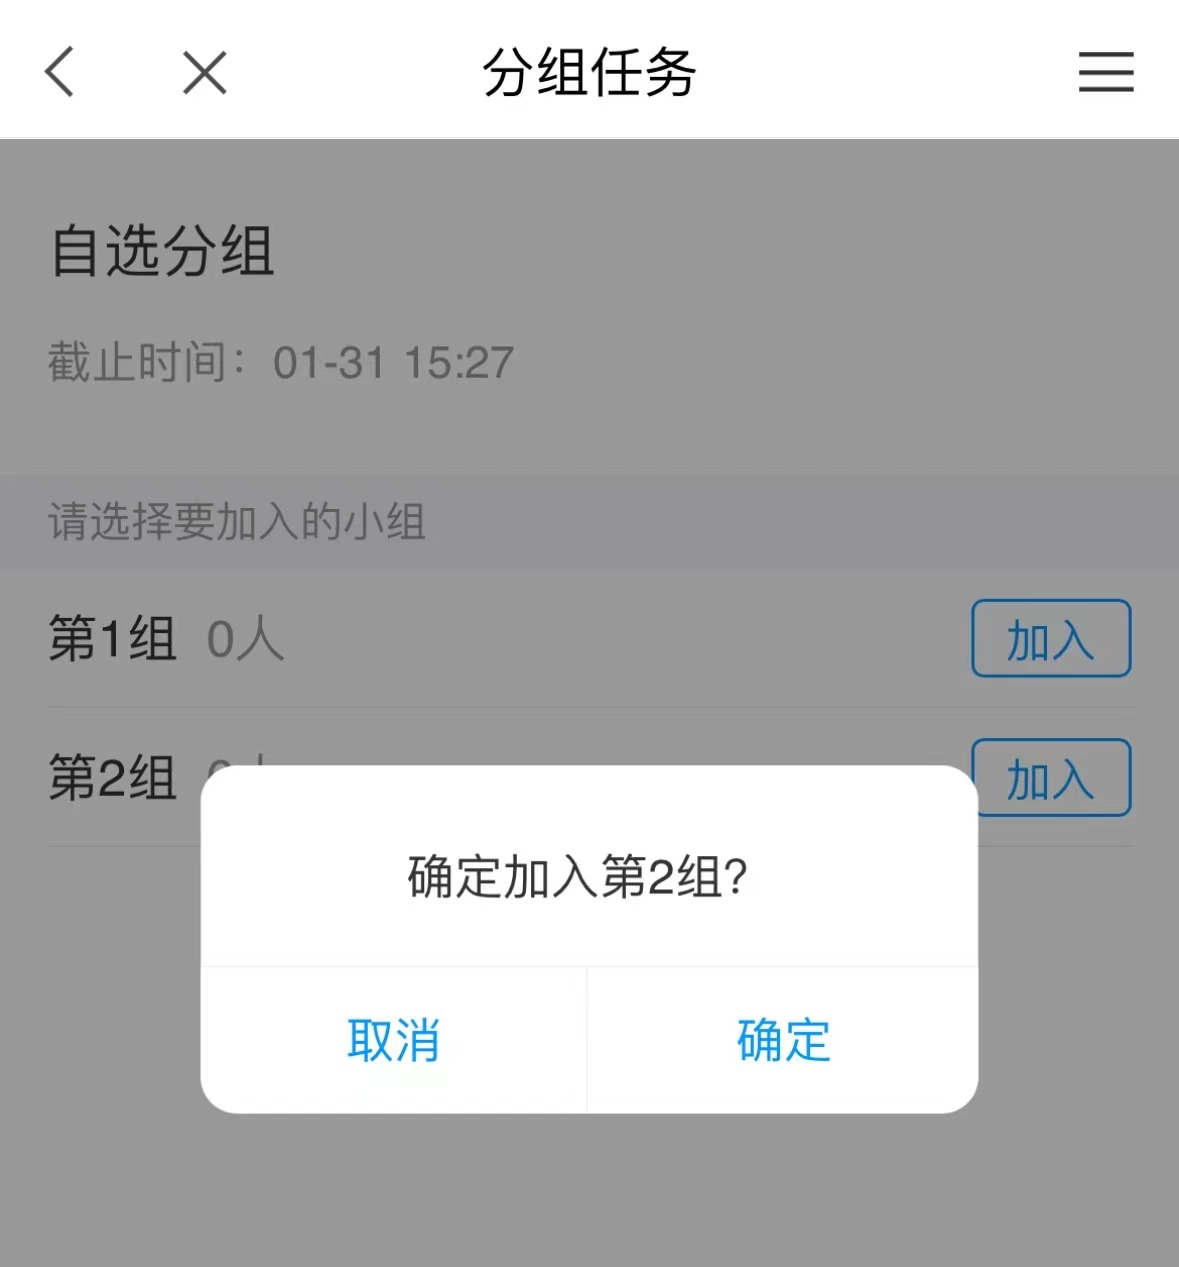 分组任务
自选分组
截止时间：01-31 15:27
请选择要加入的小组
第1组 0人
加入
第2组
加入
确定加入第2组?
取消
确定